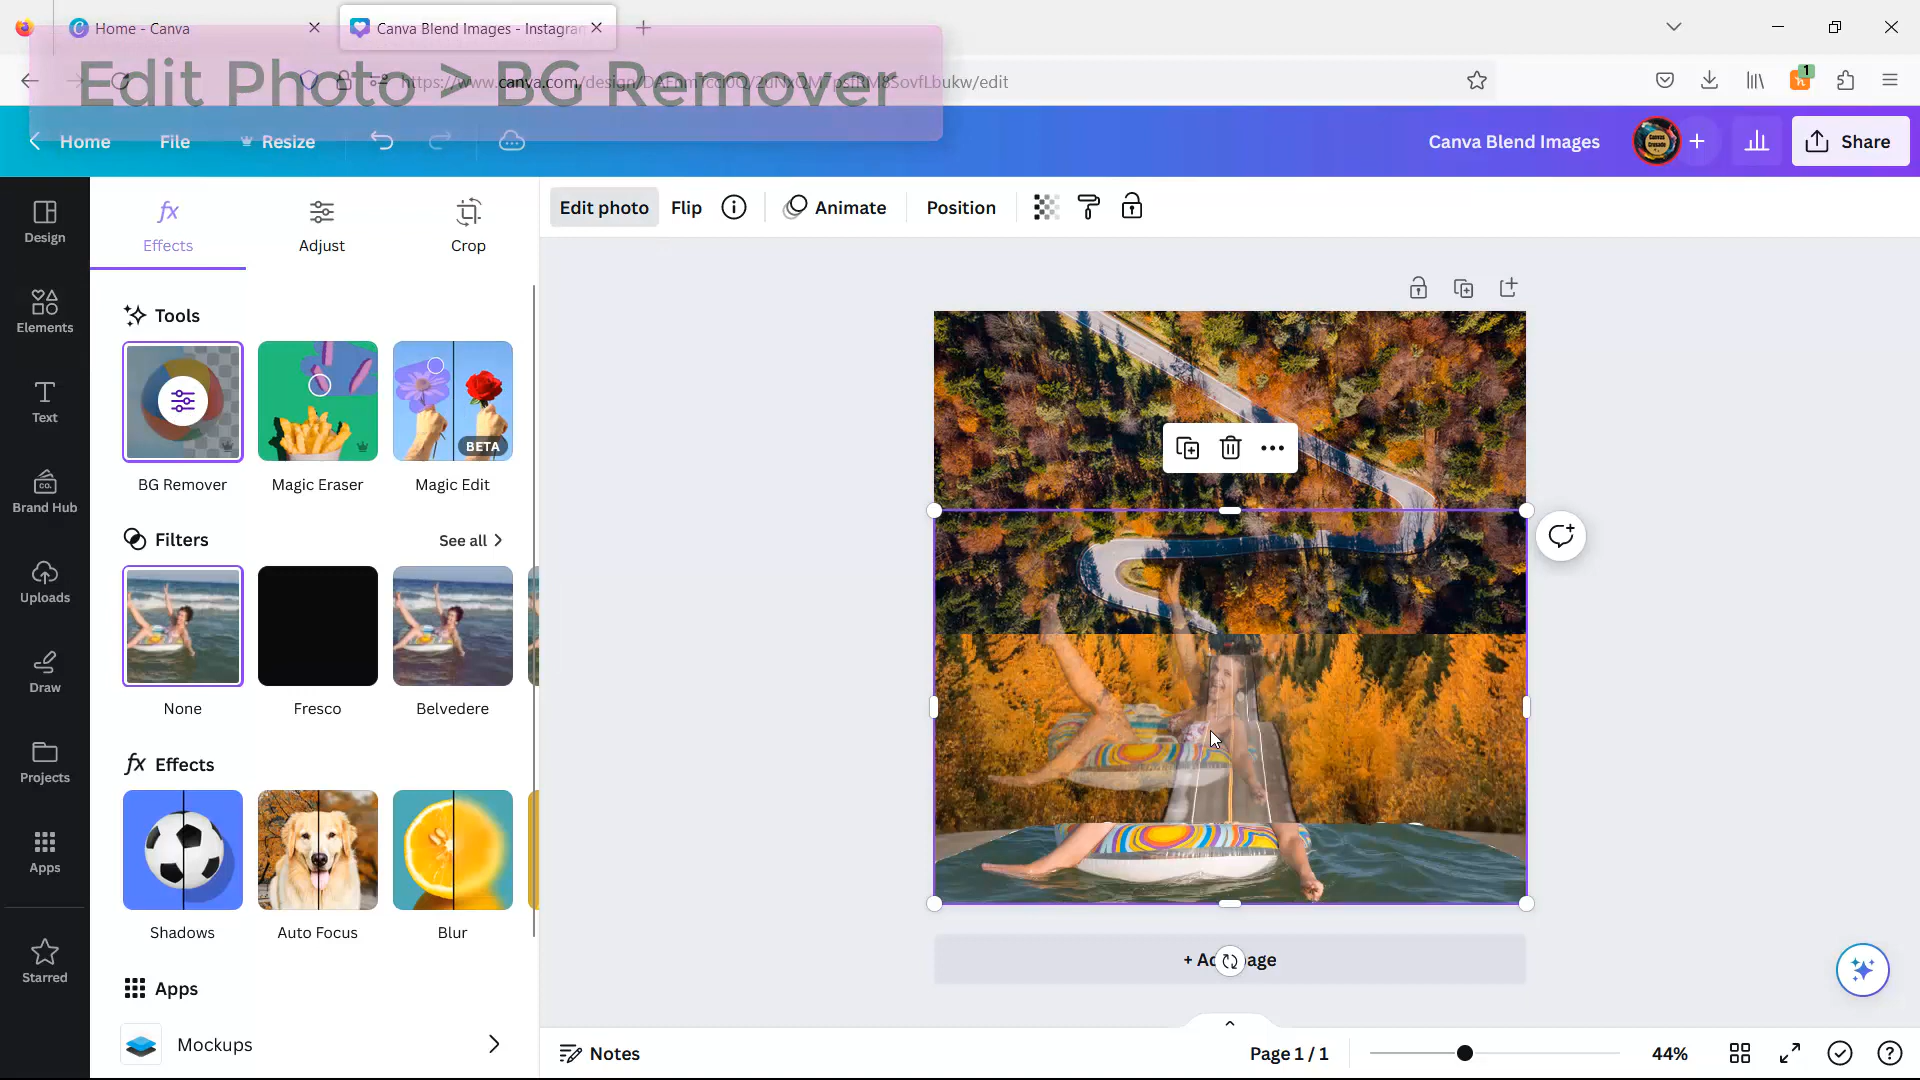 Home - Canva
Canva Blend Images - Instagram
Edit Photo > BG Remover
1
Home
File
Resize
Canva Blend Images
Share
Design
Elements
Text
Brand Hub
Uploads
Draw
Projects
Apps
Starred
Effects
Adjust
Crop
Edit photo
Flip
Animate
Position
Tools
BETA
BG Remover
Magic Eraser
Magic Edit
Filters
See all
None
Fresco
Belvedere
Effects
Shadows
Auto Focus
Blur
Apps
Mockups
Notes
Page 1 / 1
44%